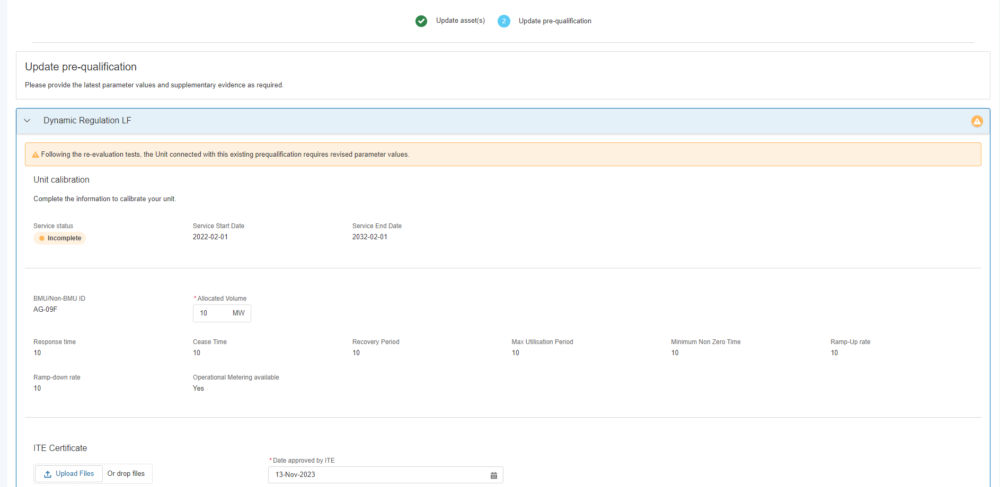 Update asset(s)
2
Update pre-qualification
Update pre-qualification
Please provide the latest parameter values and supplementary evidence as required.
Dynamic Regulation LF
Following the re-evaluation tests, the Unit connected with this existing prequalification requires revised parameter values.
Unit calibration
Complete the information to calibrate your unit.
Service status
Incomplete
Service Start Date
2022-02-01
Service End Date
2032-02-01
BMU/Non-BMU ID
AG-09F
* Allocated Volume
10 MW
Response time
10
Cease Time
10
Recovery Period
10
Max Utilisation Period
10
Minimum Non Zero Time
10
Ramp-Up rate
10
Ramp-down rate
10
Operational Metering available
Yes
ITE Certificate
Upload Files
Or drop files
* Date approved by ITE
13-Nov-2023